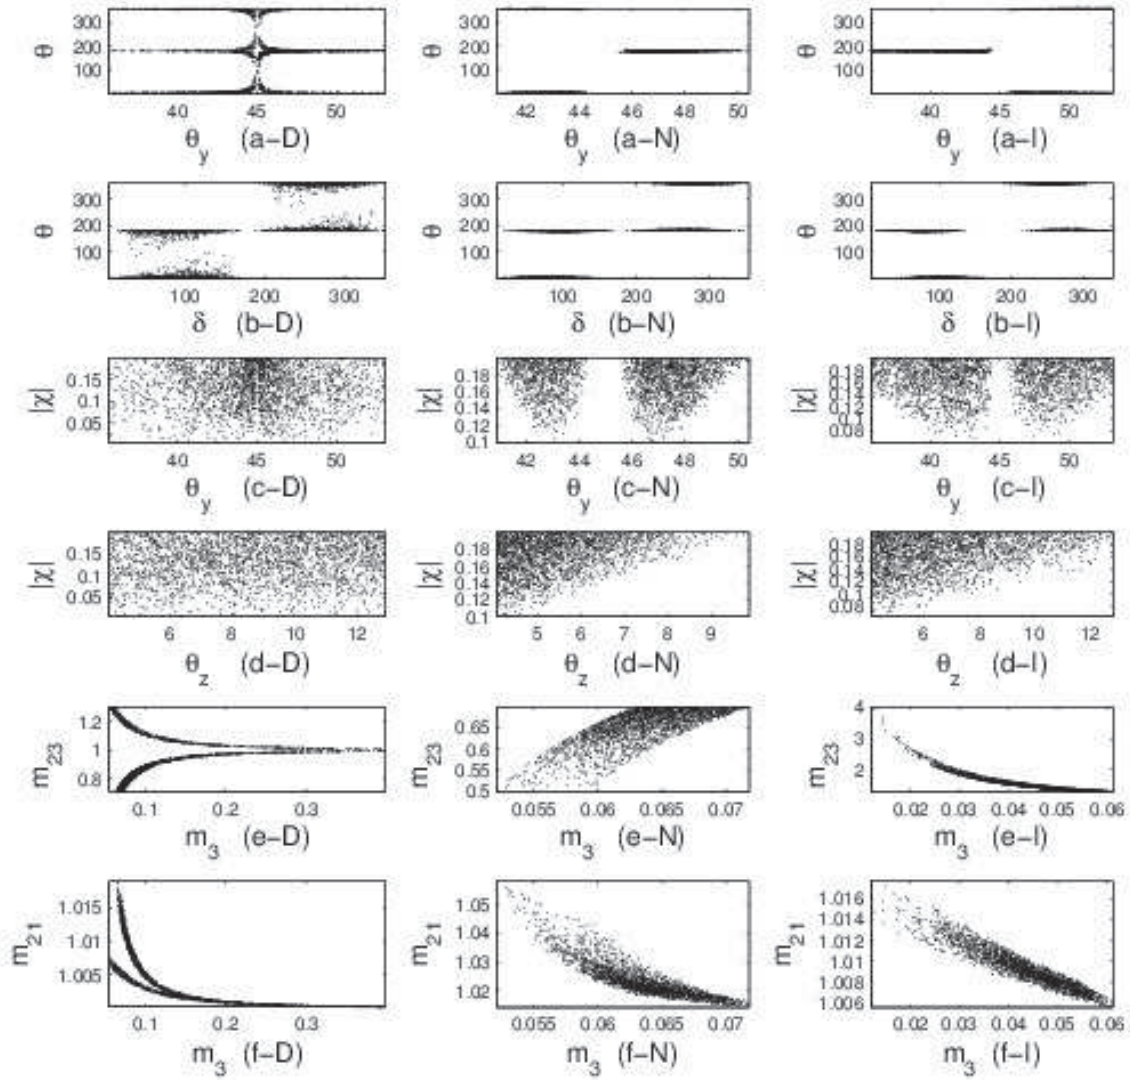 300 200 100 θ 40 45 50 θy (a−D)
300 200 100 θ 42 44 46 48 50 θy (a−N)
300 200 100 θ 40 45 50 θy (a−I)
300 200 100 θ 100 200 300 δ (b−D)
300 200 100 θ 100 200 300 δ (b−N)
300 200 100 θ 100 200 300 δ (b−I)
0.15 0.1 0.05 |χ| 40 45 50 θy (c−D)
0.18 0.16 0.14 0.12 0.1 |χ| 42 44 46 48 50 θy (c−N)
0.18 0.1 0.08 |χ| 40 45 50 θy (c−I)
0.15 0.1 0.05 |χ| 6 8 10 12 θz (d−D)
0.18 0.16 0.14 0.12 0.1 |χ| 5 6 7 8 9 θz (d−N)
0.18 0.1 0.08 |χ| 6 8 10 12 θz (d−I)
1.2 1 0.8 m23 0.1 0.2 0.3 m3 (e−D)
0.65 0.6 0.55 0.5 m23 0.055 0.06 0.065 0.07 m3 (e−N)
4 3 2 m23 0.02 0.03 0.04 0.05 0.06 m3 (e−I)
1.015 1.01 1.005 m21 0.1 0.2 0.3 m3 (f−D)
1.05 1.04 1.03 1.02 m21 0.055 0.06 0.065 0.07 m3 (f−N)
1.016 1.014 1.012 1.01 1.008 1.006 m21 0.02 0.03 0.04 0.05 0.06 m3 (f−I)